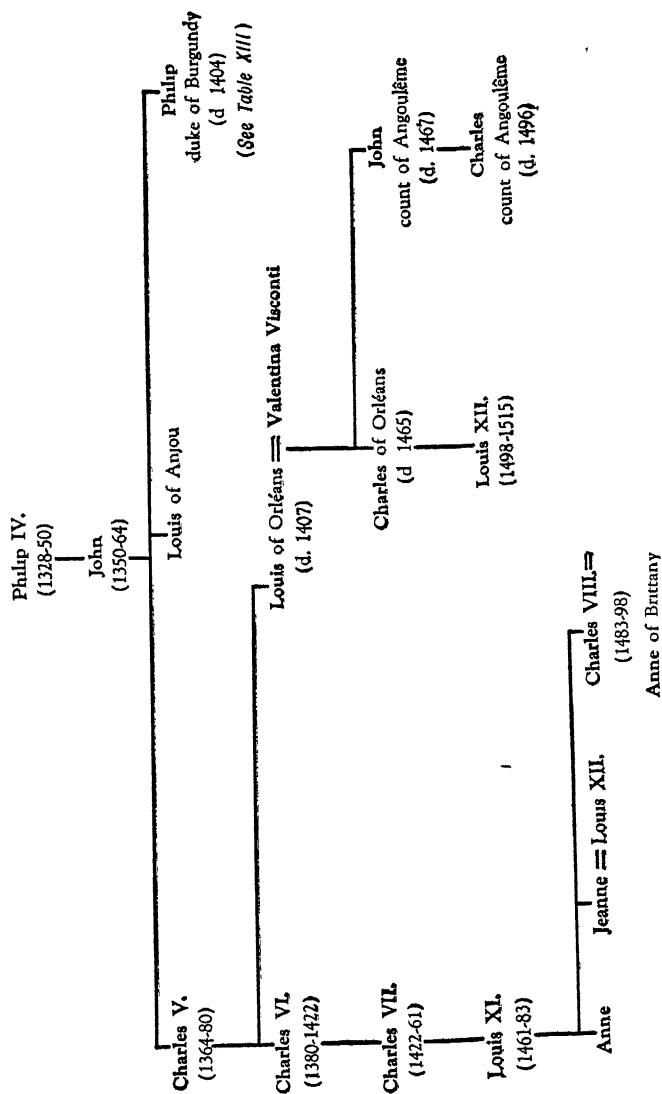 Philip IV.
(1328-50)
John
(1350-64)
Charles V.
(1364-80)
Louis of Anjou
Philip
duke of Burgundy
(d 1404)
(See Table XIII)
Charles VI.
(1380-1422)
Louis of Orléans = Valentina Visconti
(d. 1407)
Charles VII.
(1422-61)
Charles of Orléans
(d 1465)
John
count of Angoulême
(d. 1467)
Louis XI.
(1461-83)
Louis XII.
(1498-1515)
Charles
count of Angoulême
(d. 1496)
Anne
Jeanne = Louis XII.
Charles VIII. =
(1483-98)
Anne of Brittany